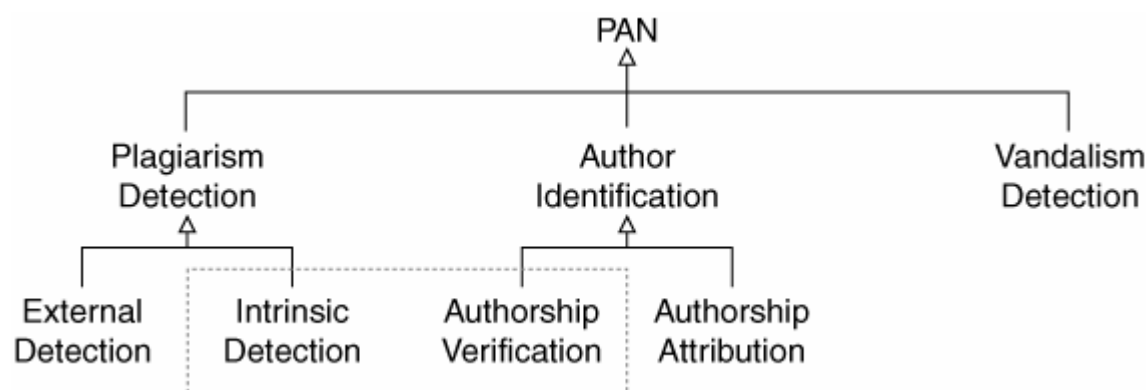 PAN
Plagiarism
Detection
Author
Identification
Vandalism
Detection
External
Detection
Intrinsic
Detection
Authorship
Verification
Authorship
Attribution